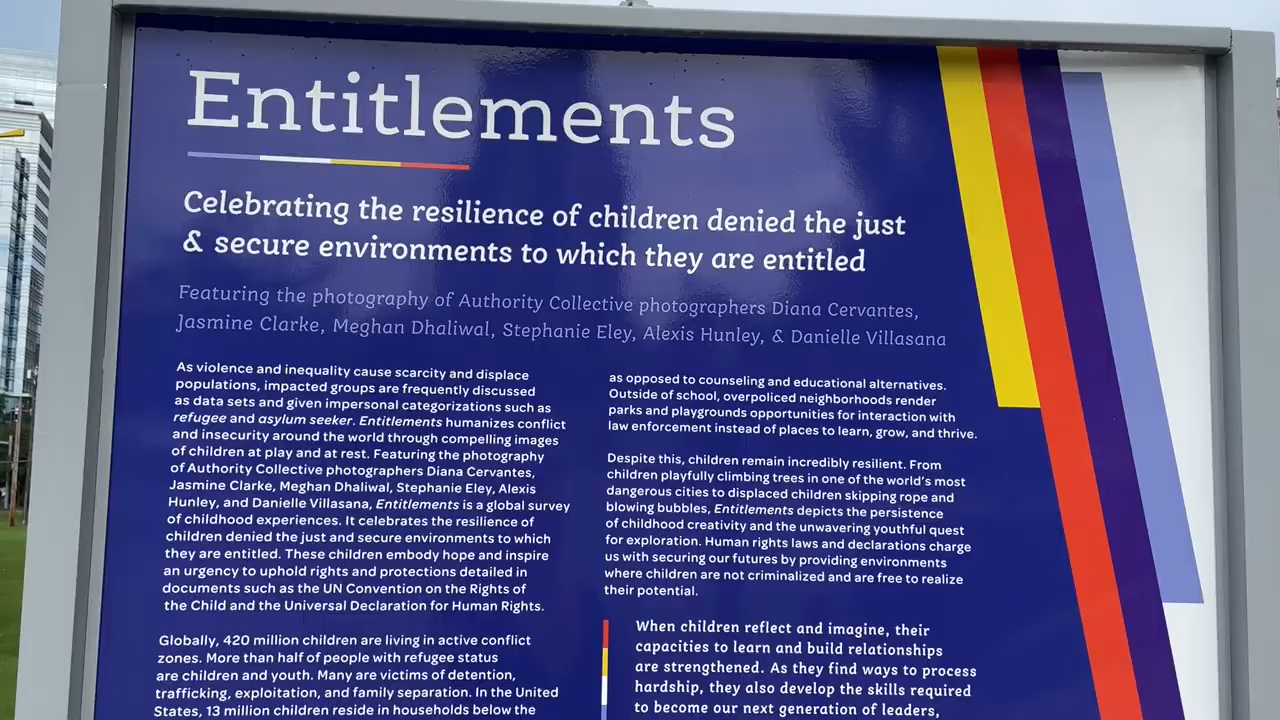 Entitlements
Celebrating the resilience of children denied the just
& secure environments to which they are entitled
Featuring the photography of Authority Collective photographers Diana Cervantes,
Jasmine Clarke, Meghan Dhaliwal, Stephanie Eley, Alexis Hunley, & Danielle Villasana
As violence and inequality cause scarcity and displace
populations, impacted groups are frequently discussed
as data sets and given impersonal categorizations such as
refugee and asylum seeker. Entitlements humanizes conflict
and insecurity around the world through compelling images
of children at play and at rest. Featuring the photography
of Authority Collective photographers Diana Cervantes,
Jasmine Clarke, Meghan Dhaliwal, Stephanie Eley, Alexis
Hunley, and Danielle Villasana, Entitlements is a global survey
of childhood experiences. It celebrates the resilience of
children denied the just and secure environments to which
they are entitled. These children embody hope and inspire
an urgency to uphold rights and protections detailed in
documents such as the UN Convention on the Rights of
the Child and the Universal Declaration for Human Rights.
Globally, 420 million children are living in active conflict
zones. More than half of people with refugee status
are children and youth. Many are victims of detention,
trafficking, exploitation, and family separation. In the United
States, 13 million children reside in households below the
as opposed to counseling and educational alternatives.
Outside of school, overpoliced neighborhoods render
parks and playgrounds opportunities for interaction with
law enforcement instead of places to learn, grow, and thrive.
Despite this, children remain incredibly resilient. From
children playfully climbing trees in one of the world's most
dangerous cities to displaced children skipping rope and
blowing bubbles, Entitlements depicts the persistence
of childhood creativity and the unwavering youthful quest
for exploration. Human rights laws and declarations charge
us with securing our futures by providing environments
where children are not criminalized and are free to realize
their potential.
When children reflect and imagine, their
capacities to learn and build relationships
are strengthened. As they find ways to process
hardship, they also develop the skills required
to become our next generation of leaders,